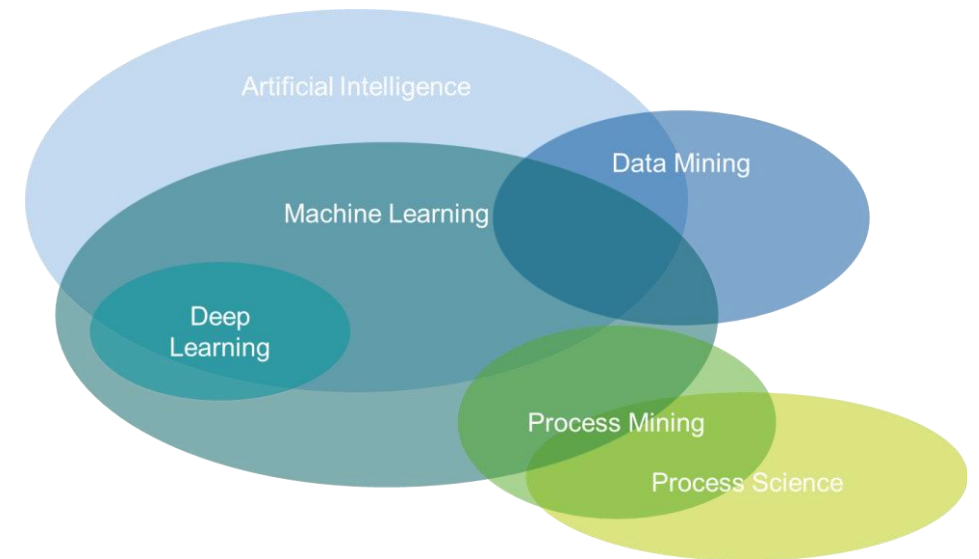 Artificial Intelligence
Data Mining
Machine Learning
Deep
Learning
Process Mining
Process Science